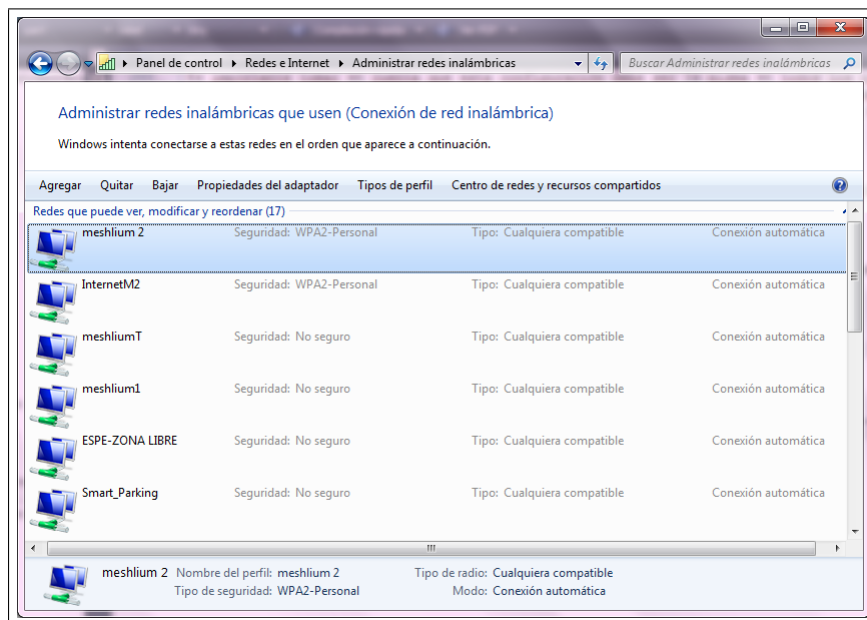 Panel de control ▸ Redes e Internet ▸ Administrar redes inalámbricas
Buscar Administrar redes inalámbricas
Administrar redes inalámbricas que usen (Conexión de red inalámbrica)
Windows intenta conectarse a estas redes en el orden que aparece a continuación.
Agregar Quitar Bajar Propiedades del adaptador Tipos de perfil Centro de redes y recursos compartidos
Redes que puede ver, modificar y reordenar (17)
meshlium 2 Seguridad: WPA2-Personal Tipo: Cualquiera compatible Conexión automática
InternetM2 Seguridad: WPA2-Personal Tipo: Cualquiera compatible Conexión automática
meshliumT Seguridad: No seguro Tipo: Cualquiera compatible Conexión automática
meshlium1 Seguridad: No seguro Tipo: Cualquiera compatible Conexión automática
ESPE-ZONA LIBRE Seguridad: No seguro Tipo: Cualquiera compatible Conexión automática
Smart_Parking Seguridad: No seguro Tipo: Cualquiera compatible Conexión automática
meshlium 2 Nombre del perfil: meshlium 2 Tipo de radio: Cualquiera compatible
Tipo de seguridad: WPA2-Personal Modo: Conexión automática